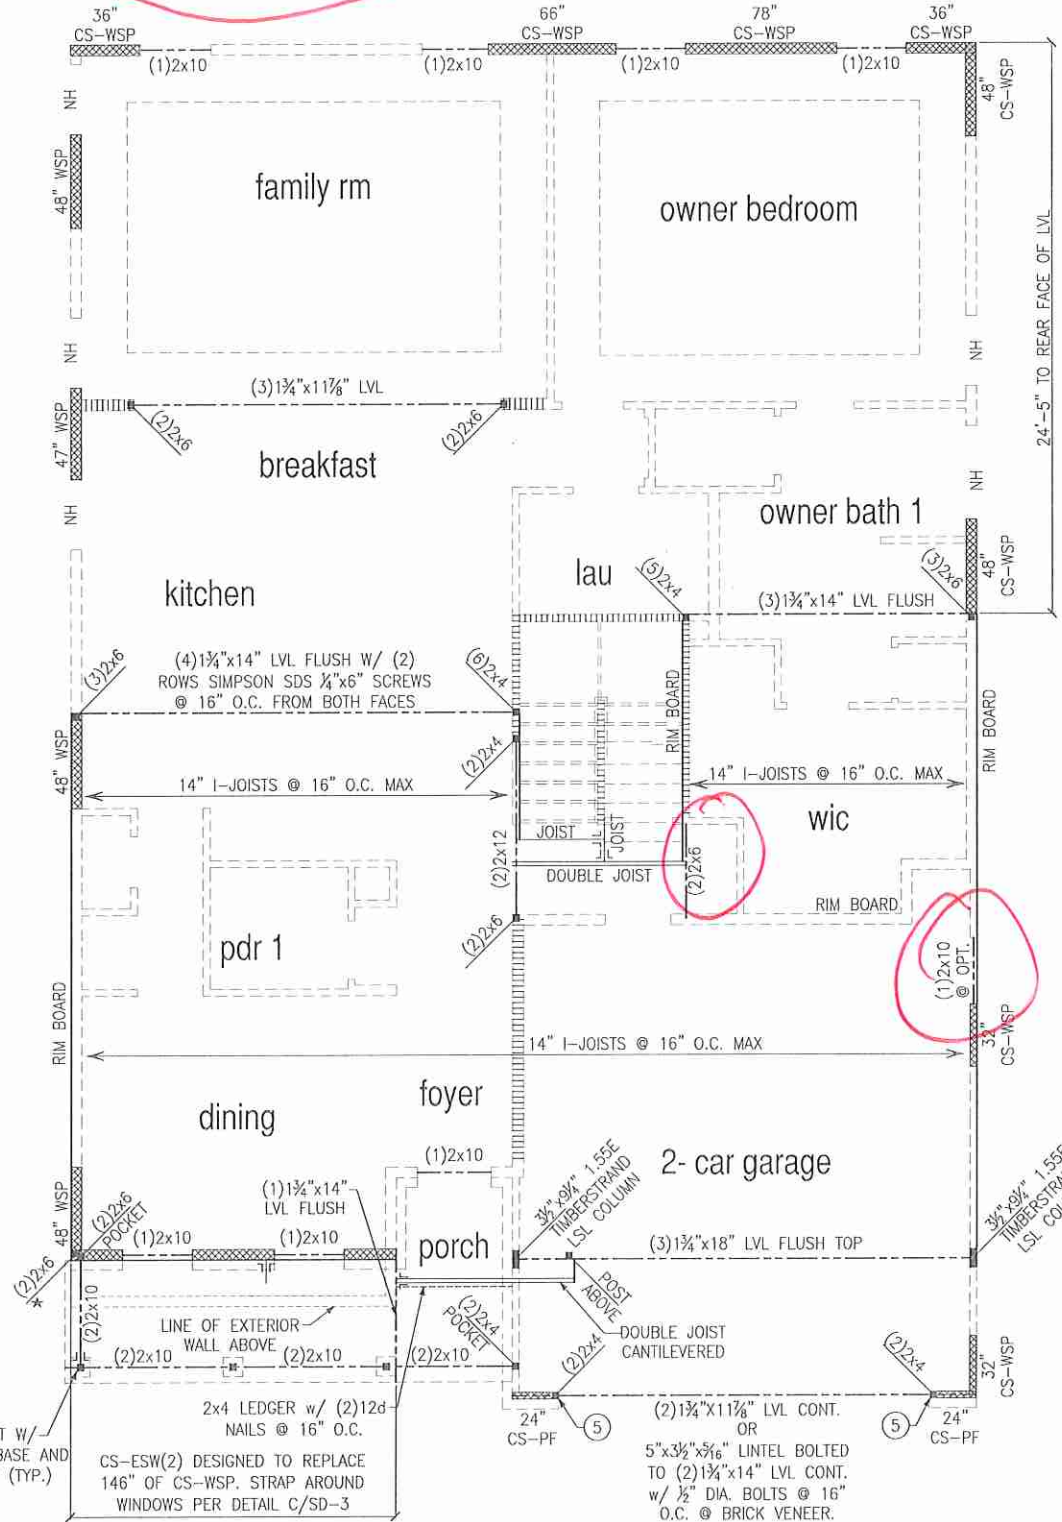 36"
CS-WSP
66"
CS-WSP
78"
CS-WSP
36"
CS-WSP
(1)2x10
(1)2x10
(1)2x10
(1)2x10
NH
48"
CS-WSP
48" WSP
family rm
owner bedroom
24'-5" TO REAR FACE OF LVL
NH
NH
(3)1¾"x11⅞" LVL
(2)2x6
(2)2x6
47" WSP
breakfast
NH
NH
owner bath 1
48"
CS-WSP
lau
(5)2x4
(3)2x6
kitchen
(3)1¾"x14" LVL FLUSH
(3)2x6
(4)1¾"x14" LVL FLUSH W/ (2)
ROWS SIMPSON SDS ¼"x6" SCREWS
@ 16" O.C. FROM BOTH FACES
(6)2x4
RIM BOARD
RIM BOARD
48" WSP
(2)2x4
14" I-JOISTS @ 16" O.C. MAX
14" I-JOISTS @ 16" O.C. MAX
wic
JOIST
JOIST
(2)2x12
DOUBLE JOIST
(2)2x6
RIM BOARD
(2)2x6
pdr 1
(1)2x10
@ OPT.
RIM BOARD
32"
CS-WSP
14" I-JOISTS @ 16" O.C. MAX
foyer
dining
(1)2x10
2- car garage
48" WSP
(2)2x6
POCKET
(1)1¾"x14"
LVL FLUSH
3½"x9¼" 1.55E
TIMBERSTRAND
LSL COLUMN
3½"x9¼" 1.55E
TIMBERSTRA
LSL COL
(1)2x10
(1)2x10
porch
(3)1¾"x18" LVL FLUSH TOP
(2)2x6
*
(2)2x10
POST
ABOVE
LINE OF EXTERIOR
WALL ABOVE
(2)2x4
POCKET
DOUBLE JOIST
CANTILEVERED
(2)2x10
(2)2x10
(2)2x10
(2)2x4
(2)2x4
32"
CS-WSP
2x4 LEDGER w/ (2)12d
NAILS @ 16" O.C.
24"
CS-PF
5
(2)1¾"X11⅞" LVL CONT.
OR
5"x3½"x5/16" LINTEL BOLTED
TO (2)1¾"x14" LVL CONT.
w/ ½" DIA. BOLTS @ 16"
O.C. @ BRICK VENEER.
5
24"
CS-PF
T W/
BASE AND
(TYP.)
CS-ESW(2) DESIGNED TO REPLACE
146" OF CS-WSP. STRAP AROUND
WINDOWS PER DETAIL C/SD-3